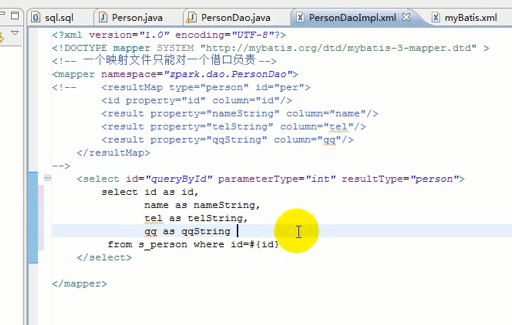 sql.sql Person.java PersonDao.java PersonDaoImpl.xml myBatis.xml
<?xml version="1.0" encoding="UTF-8"?>
<!DOCTYPE mapper SYSTEM "http://mybatis.org/dtd/mybatis-3-mapper.dtd" >
<!-- 一个映射文件只能对一个借口负责 -->
<mapper namespace="zpark.dao.PersonDao">
<!-- <resultMap type="person" id="per">
<id property="id" column="id"/>
<result property="nameString" column="name"/>
<result property="telString" column="tel"/>
<result property="qqString" column="qq"/>
</resultMap>
-->
<select id="queryById" parameterType="int" resultType="person">
select id as id,
name as nameString,
tel as telString,
qq as qqString
from s_person where id=#{id}
</select>
</mapper>